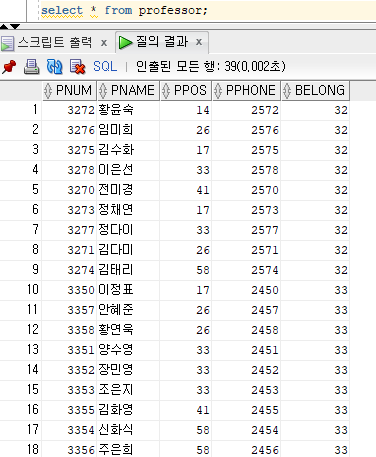 select * from professor;
스크립트 출력 x 질의 결과 x
SQL | 인출된 모든 행: 39(0,002초)
PNUM PNAME PPOS PPHONE BELONG
1 3272 황윤숙 14 2572 32
2 3276 임미희 26 2576 32
3 3275 김수화 17 2575 32
4 3278 이은선 33 2578 32
5 3270 전미경 41 2570 32
6 3273 정채연 17 2573 32
7 3277 정다이 33 2577 32
8 3271 김다미 26 2571 32
9 3274 김태리 58 2574 32
10 3350 이정표 17 2450 33
11 3357 안혜준 26 2457 33
12 3358 황연욱 26 2458 33
13 3351 양수영 33 2451 33
14 3352 장민영 33 2452 33
15 3353 조은지 33 2453 33
16 3355 김화영 41 2455 33
17 3354 신화식 58 2454 33
18 3356 주은희 58 2456 33